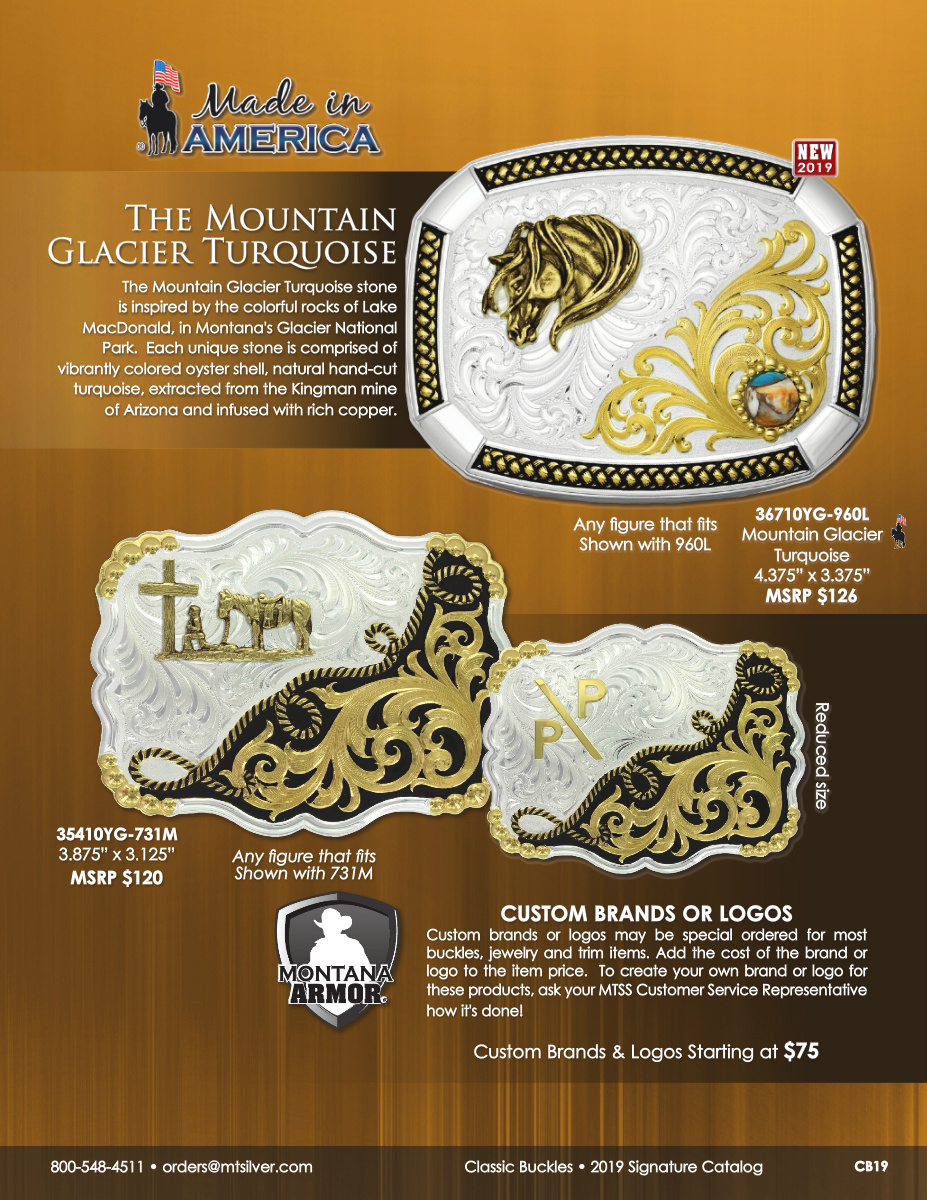 Made in
AMERICA
®
NEW
2019
THE MOUNTAIN
GLACIER TURQUOISE
The Mountain Glacier Turquoise stone
is inspired by the colorful rocks of Lake
MacDonald, in Montana's Glacier National
Park. Each unique stone is comprised of
vibrantly colored oyster shell, natural hand-cut
turquoise, extracted from the Kingman mine
of Arizona and infused with rich copper.
Any figure that fits
Shown with 960L
36710YG-960L
Mountain Glacier
Turquoise
4.375" x 3.375"
MSRP $126
P\P
Reduced size
35410YG-731M
3.875" x 3.125"
MSRP $120
Any figure that fits
Shown with 731M
MONTANA
ARMOR®
CUSTOM BRANDS OR LOGOS
Custom brands or logos may be special ordered for most
buckles, jewelry and trim items. Add the cost of the brand or
logo to the item price. To create your own brand or logo for
these products, ask your MTSS Customer Service Representative
how it's done!
Custom Brands & Logos Starting at $75
800-548-4511 • orders@mtsilver.com
Classic Buckles • 2019 Signature Catalog
CB19